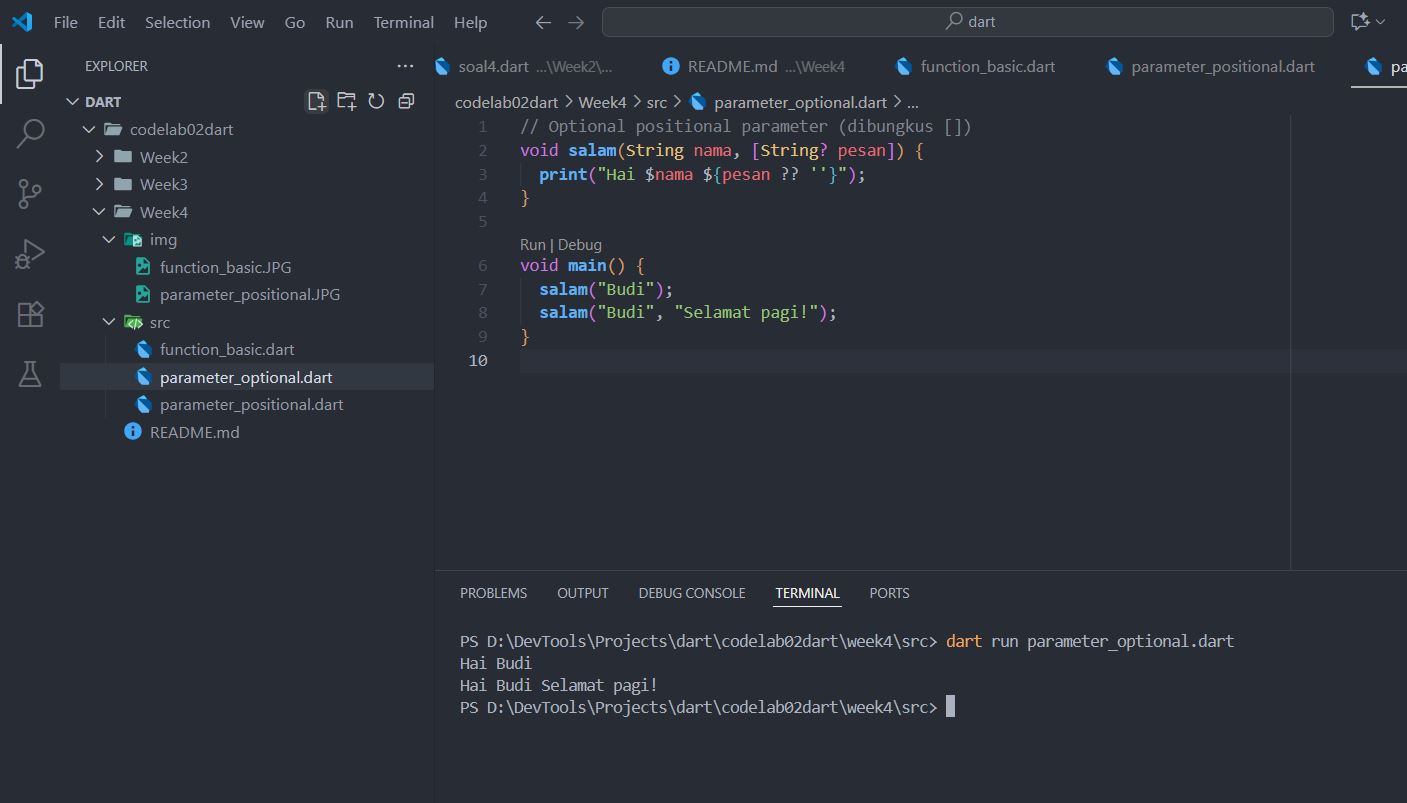 File Edit Selection View Go Run Terminal Help
dart
EXPLORER
DART
codelab02dart
Week2
Week3
Week4
img
function_basic.JPG
parameter_positional.JPG
src
function_basic.dart
parameter_optional.dart
parameter_positional.dart
README.md
soal4.dart ...\Week2\... README.md ...\Week4 function_basic.dart parameter_positional.dart pa
codelab02dart > Week4 > src > parameter_optional.dart > ...
1 // Optional positional parameter (dibungkus [])
2 void salam(String nama, [String? pesan]) {
3 print("Hai $nama ${pesan ?? ''}");
4 }
5
Run | Debug
6 void main() {
7 salam("Budi");
8 salam("Budi", "Selamat pagi!");
9 }
10
PROBLEMS OUTPUT DEBUG CONSOLE TERMINAL PORTS
PS D:\DevTools\Projects\dart\codelab02dart\week4\src> dart run parameter_optional.dart
Hai Budi
Hai Budi Selamat pagi!
PS D:\DevTools\Projects\dart\codelab02dart\week4\src>